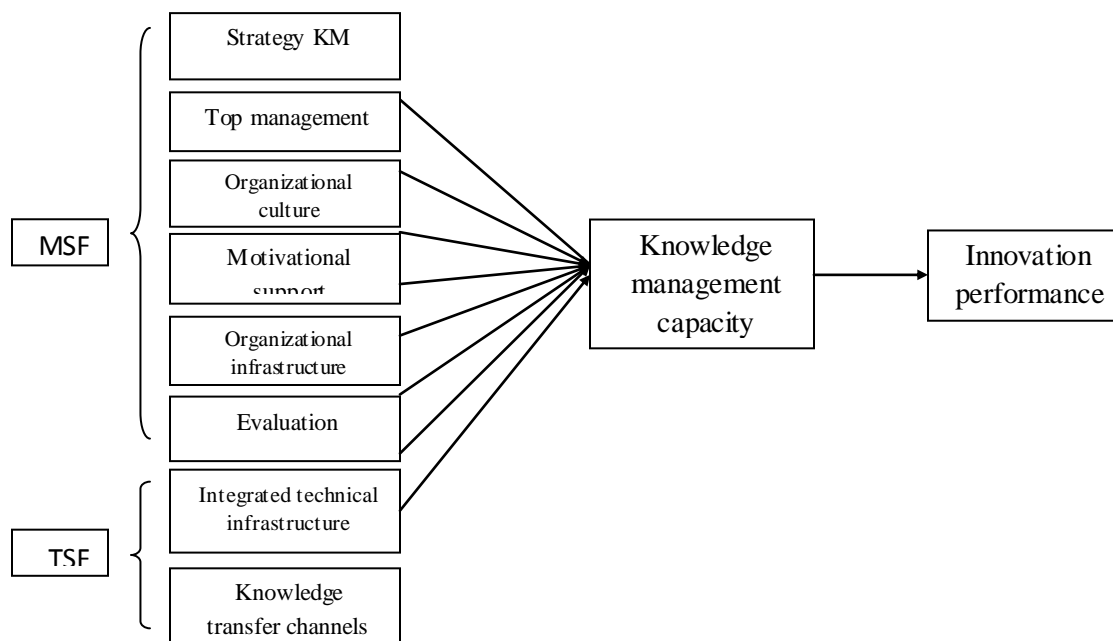 Strategy KM
Top management
Organizational
culture
MSF
Motivational
support
Organizational
infrastructure
Evaluation
Integrated technical
infrastructure
TSF
Knowledge
transfer channels
Knowledge
management
capacity
Innovation
performance